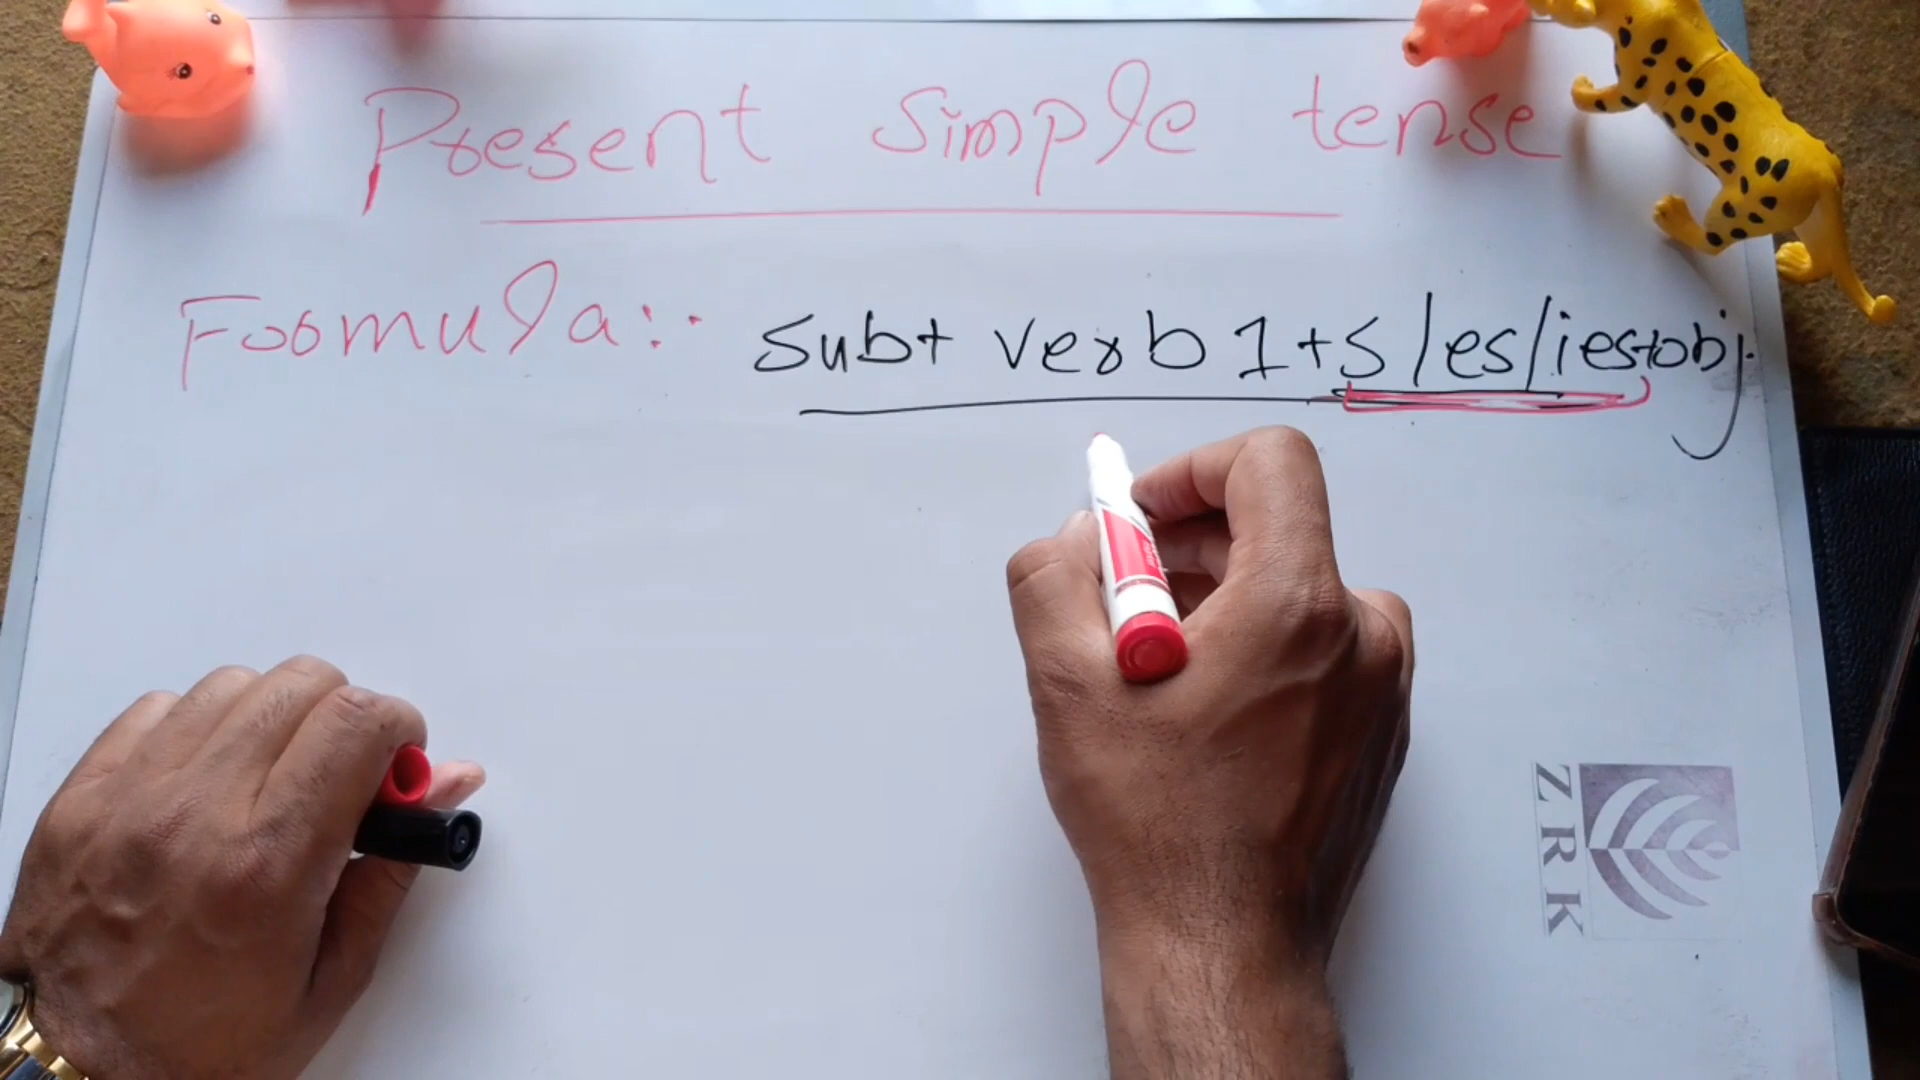 Present Simple tense
Formula:-
Sub+ verb 1+s/es/ies+obj.
ZRK